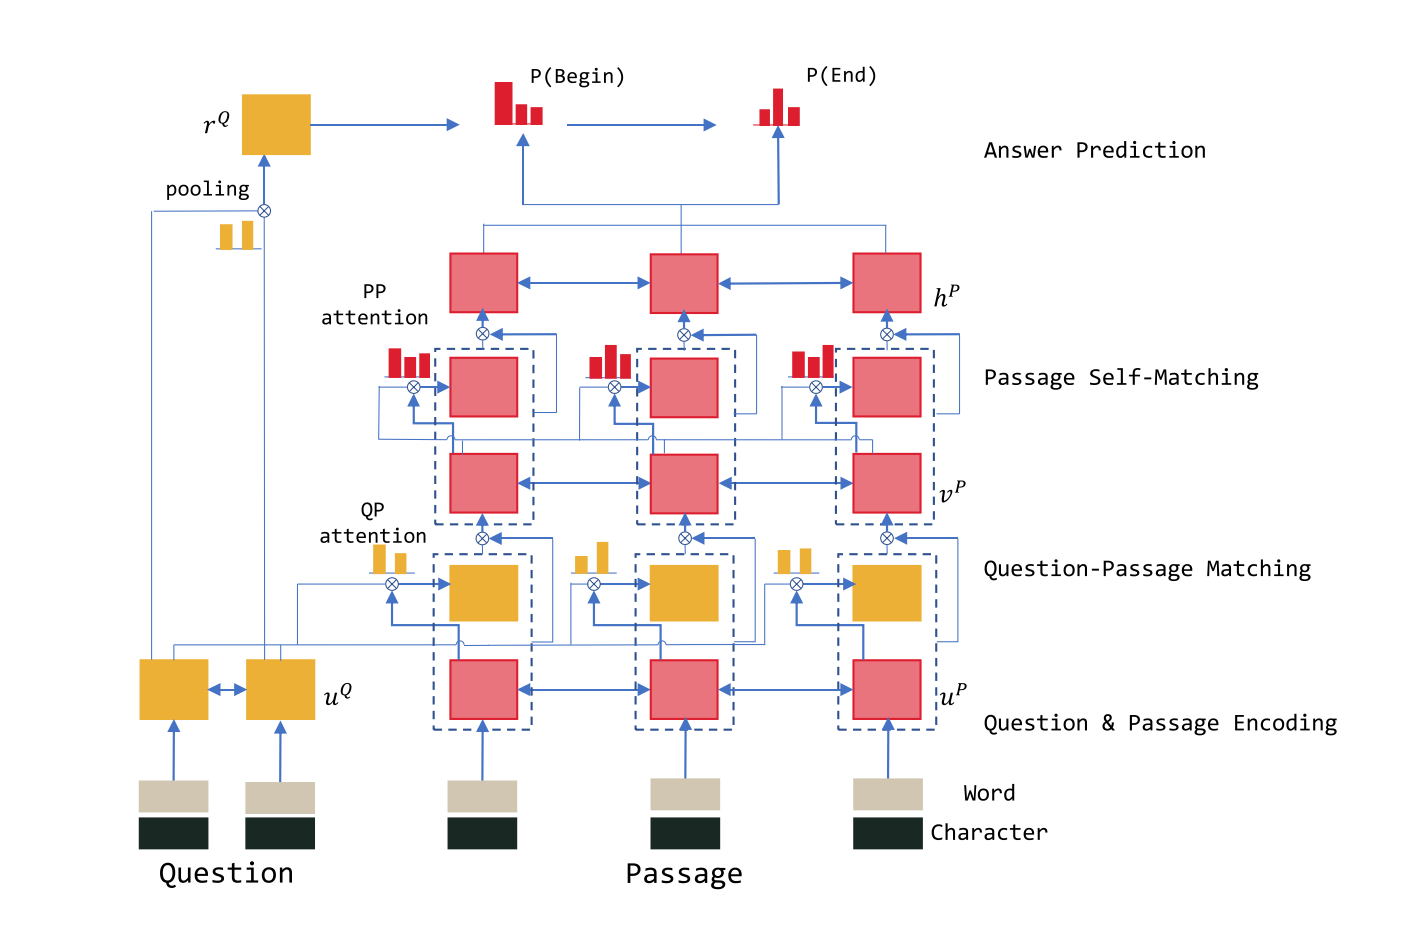 P(Begin)
P(End)
r^Q
Answer Prediction
pooling
PP
attention
h^P
Passage Self-Matching
QP
attention
v^P
Question-Passage Matching
u^Q
u^P
Question & Passage Encoding
Word
Character
Question
Passage